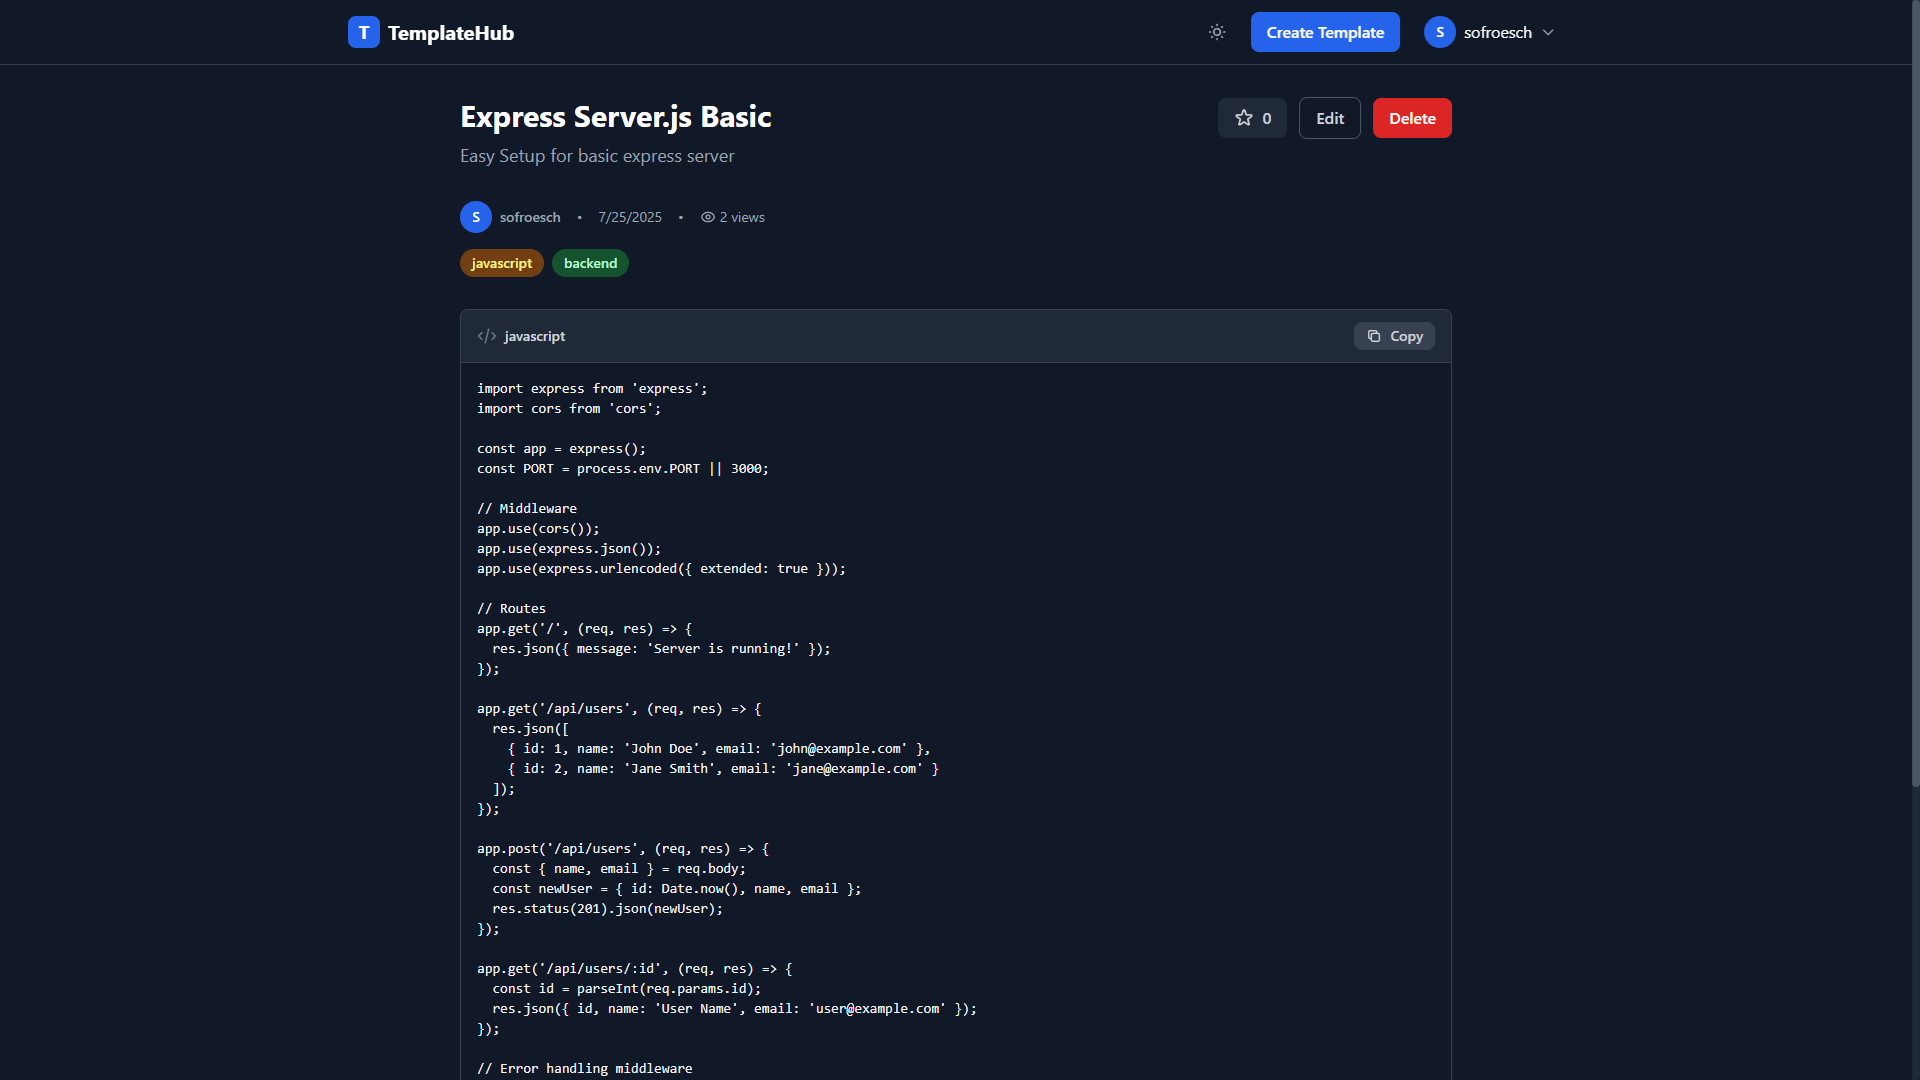 T TemplateHub
Create Template
S sofroesch
Express Server.js Basic
0
Edit
Delete
Easy Setup for basic express server
S sofroesch • 7/25/2025 • 2 views
javascript backend
</> javascript
Copy
import express from 'express';
import cors from 'cors';
const app = express();
const PORT = process.env.PORT || 3000;
// Middleware
app.use(cors());
app.use(express.json());
app.use(express.urlencoded({ extended: true }));
// Routes
app.get('/', (req, res) => {
  res.json({ message: 'Server is running!' });
});
app.get('/api/users', (req, res) => {
  res.json([
    { id: 1, name: 'John Doe', email: 'john@example.com' },
    { id: 2, name: 'Jane Smith', email: 'jane@example.com' }
  ]);
});
app.post('/api/users', (req, res) => {
  const { name, email } = req.body;
  const newUser = { id: Date.now(), name, email };
  res.status(201).json(newUser);
});
app.get('/api/users/:id', (req, res) => {
  const id = parseInt(req.params.id);
  res.json({ id, name: 'User Name', email: 'user@example.com' });
});
// Error handling middleware